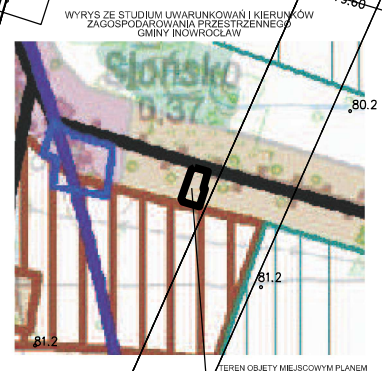 WYRYS ZE STUDIUM UWARUNKOWAŃ I KIERUNKÓW
ZAGOSPODAROWANIA PRZESTRZENNEGO
GMINY INOWROCŁAW
Słońsko
0,37
80.2
81.2
81.2
TEREN OBJĘTY MIEJSCOWYM PLANEM